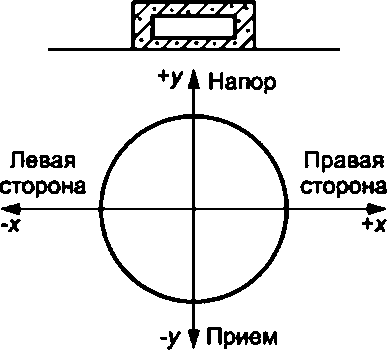 +y Напор
Левая
сторона
-x
Правая
сторона
+x
-y Прием